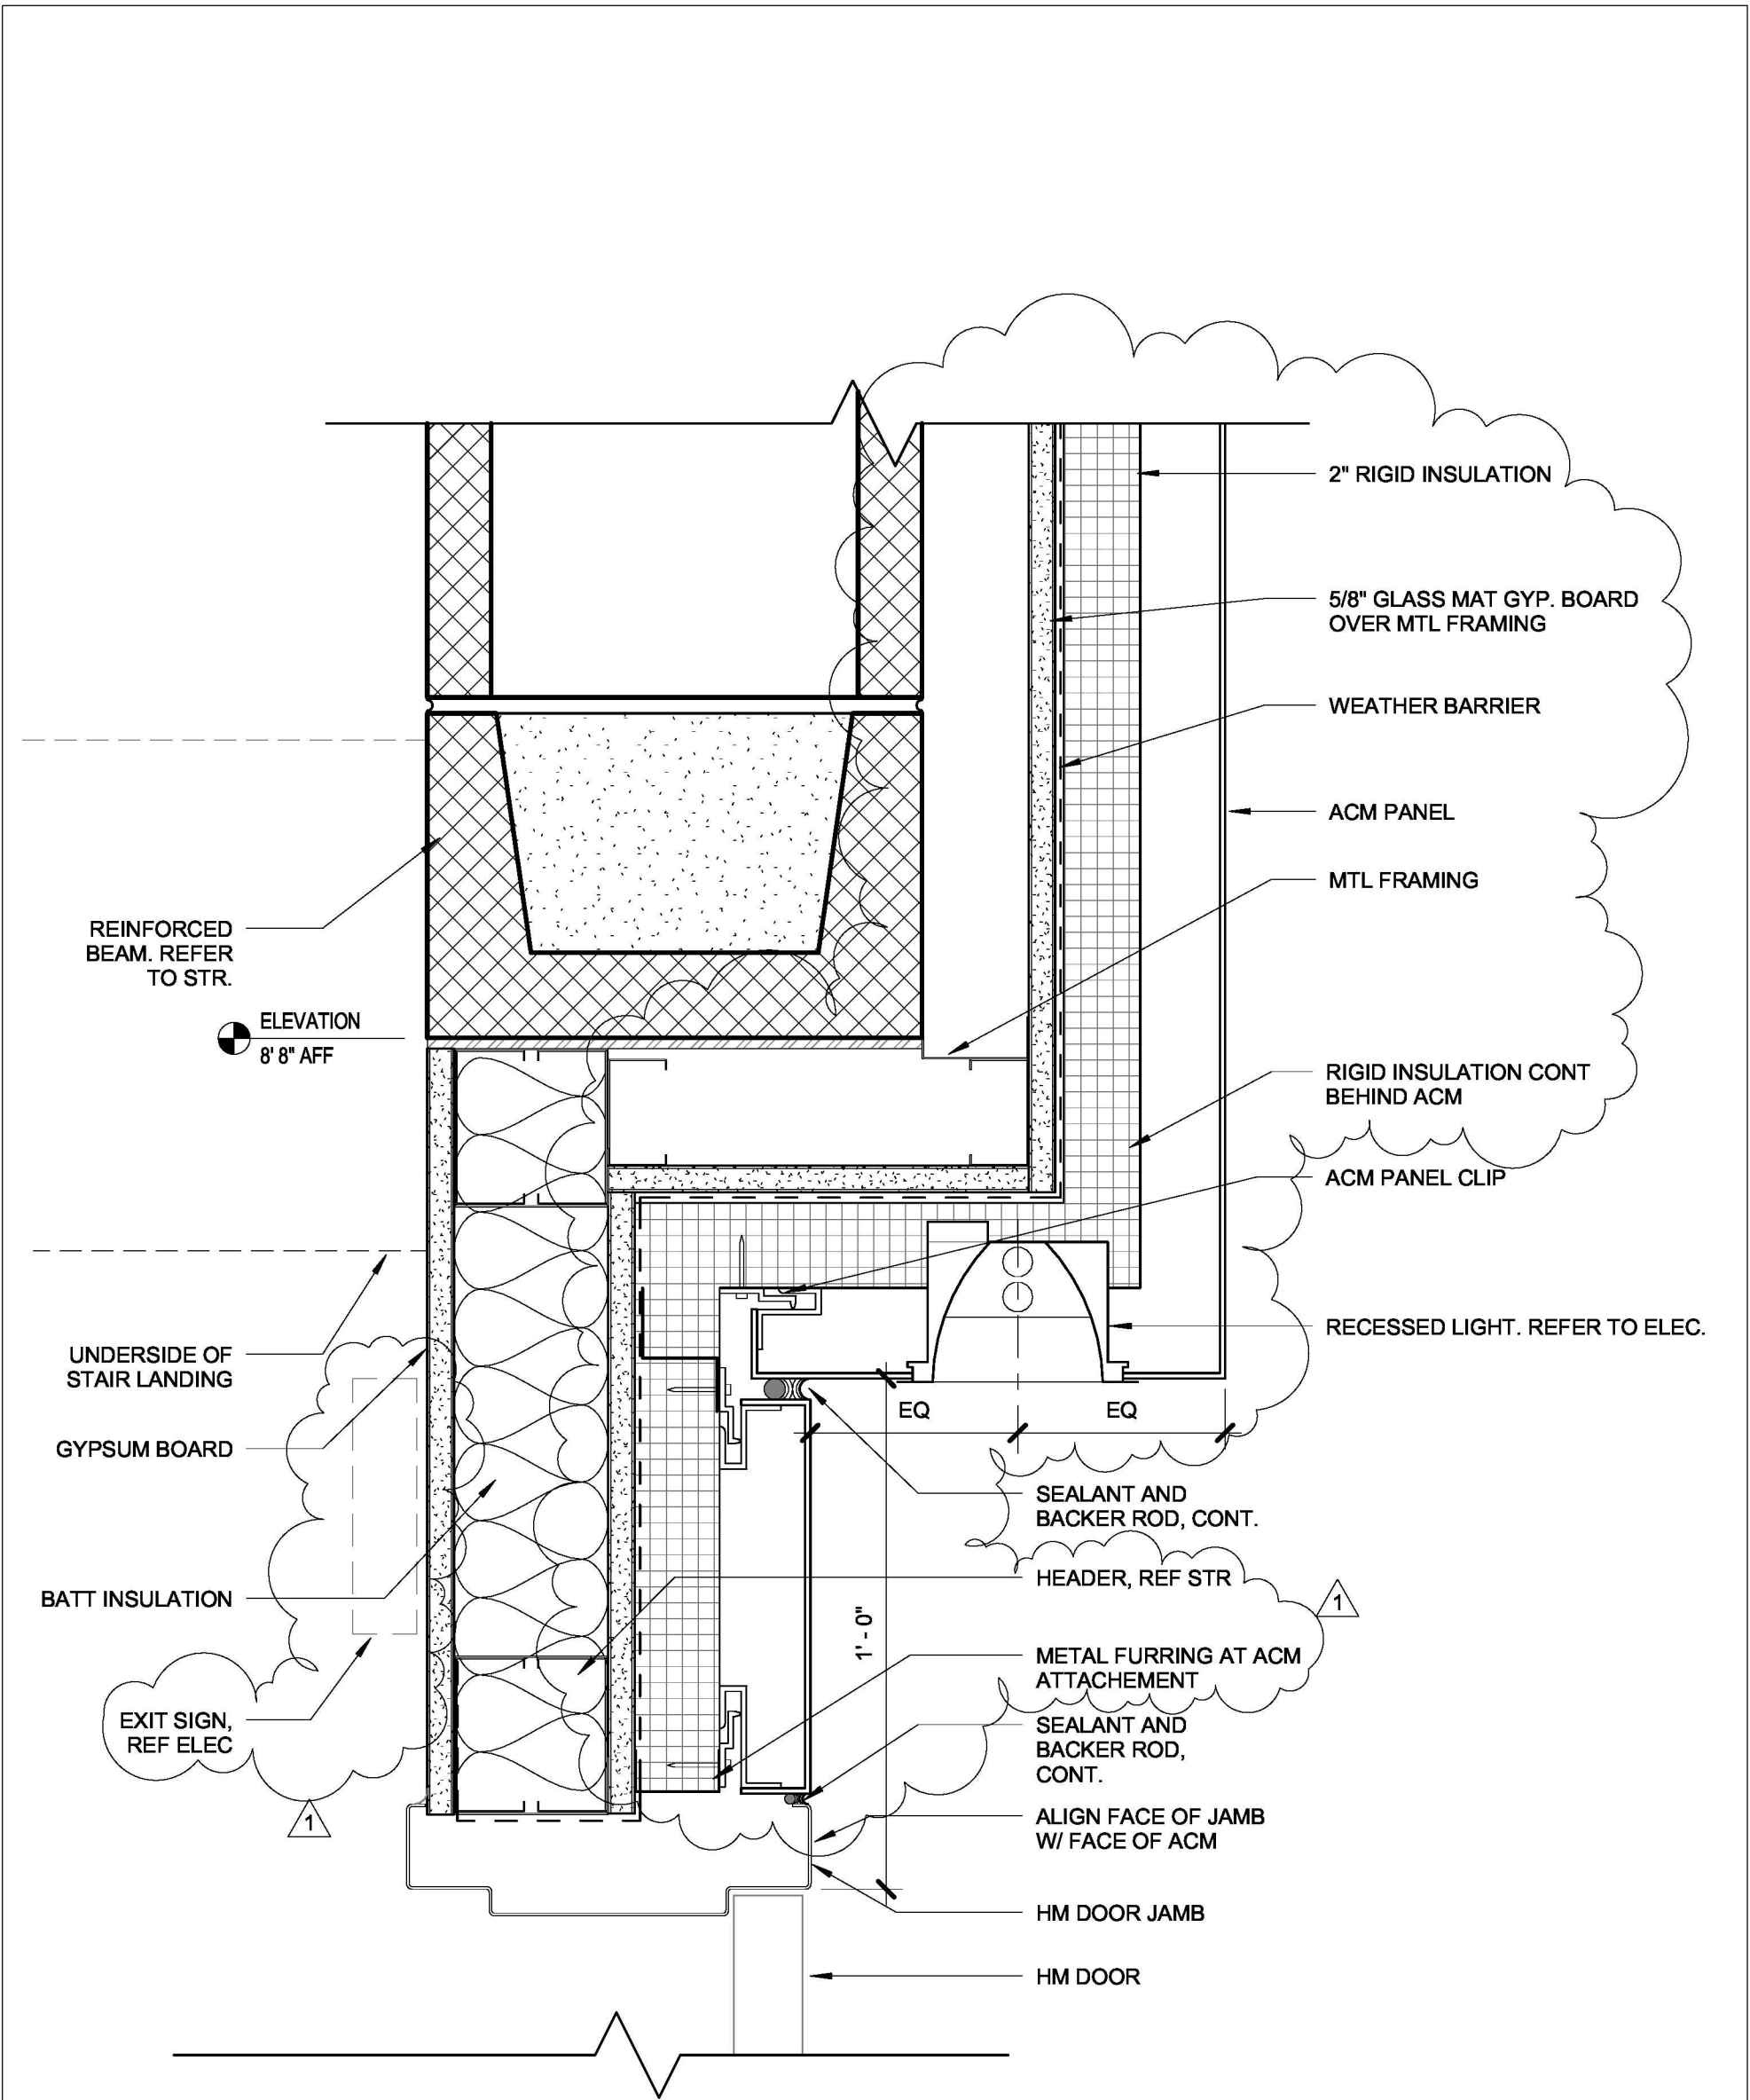 2" RIGID INSULATION
5/8" GLASS MAT GYP. BOARD
OVER MTL FRAMING
WEATHER BARRIER
ACM PANEL
MTL FRAMING
REINFORCED
BEAM. REFER
TO STR.
ELEVATION
8' 8" AFF
RIGID INSULATION CONT
BEHIND ACM
ACM PANEL CLIP
RECESSED LIGHT. REFER TO ELEC.
UNDERSIDE OF
STAIR LANDING
EQ
EQ
GYPSUM BOARD
SEALANT AND
BACKER ROD, CONT.
BATT INSULATION
HEADER, REF STR
1
1' - 0"
METAL FURRING AT ACM
ATTACHEMENT
EXIT SIGN,
REF ELEC
SEALANT AND
BACKER ROD,
CONT.
1
ALIGN FACE OF JAMB
W/ FACE OF ACM
HM DOOR JAMB
HM DOOR